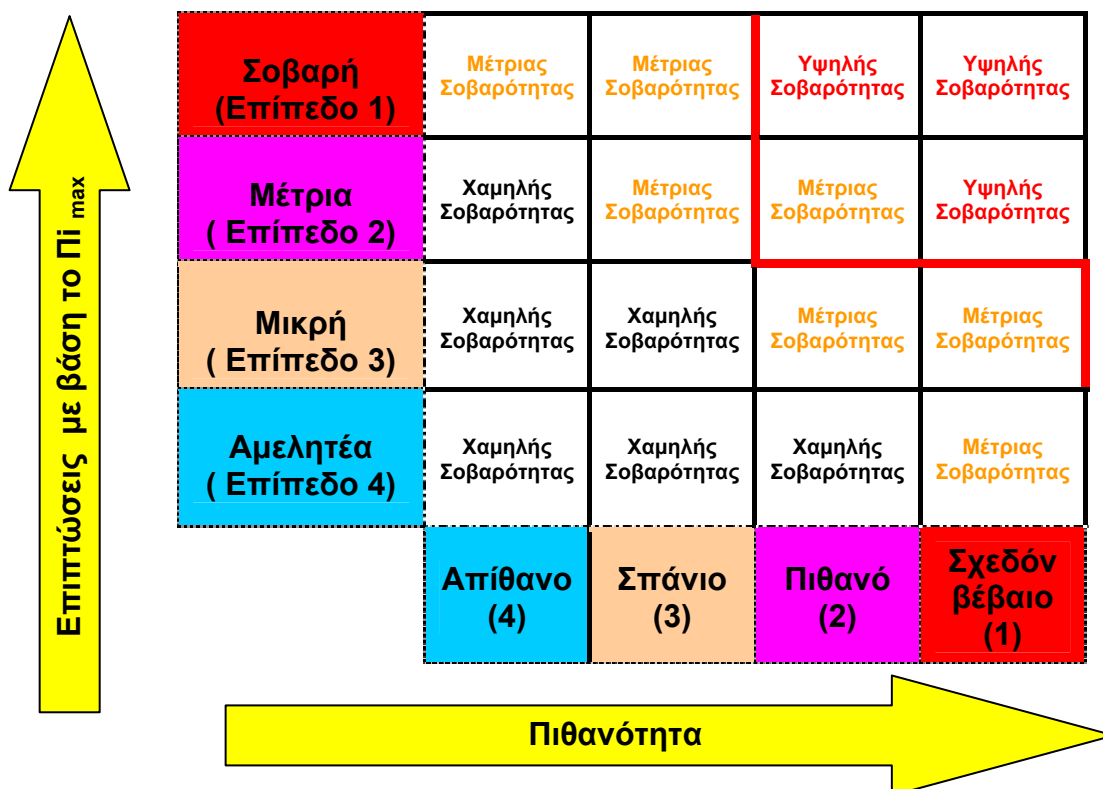 Επιπτώσεις με βάση το Πi max
Σοβαρή
(Επίπεδο 1)
Μέτριας
Σοβαρότητας
Μέτριας
Σοβαρότητας
Υψηλής
Σοβαρότητας
Υψηλής
Σοβαρότητας
Μέτρια
( Επίπεδο 2)
Χαμηλής
Σοβαρότητας
Μέτριας
Σοβαρότητας
Μέτριας
Σοβαρότητας
Υψηλής
Σοβαρότητας
Μικρή
( Επίπεδο 3)
Χαμηλής
Σοβαρότητας
Χαμηλής
Σοβαρότητας
Μέτριας
Σοβαρότητας
Μέτριας
Σοβαρότητας
Αμελητέα
( Επίπεδο 4)
Χαμηλής
Σοβαρότητας
Χαμηλής
Σοβαρότητας
Χαμηλής
Σοβαρότητας
Μέτριας
Σοβαρότητας
Απίθανο
(4)
Σπάνιο
(3)
Πιθανό
(2)
Σχεδόν
βέβαιο
(1)
Πιθανότητα